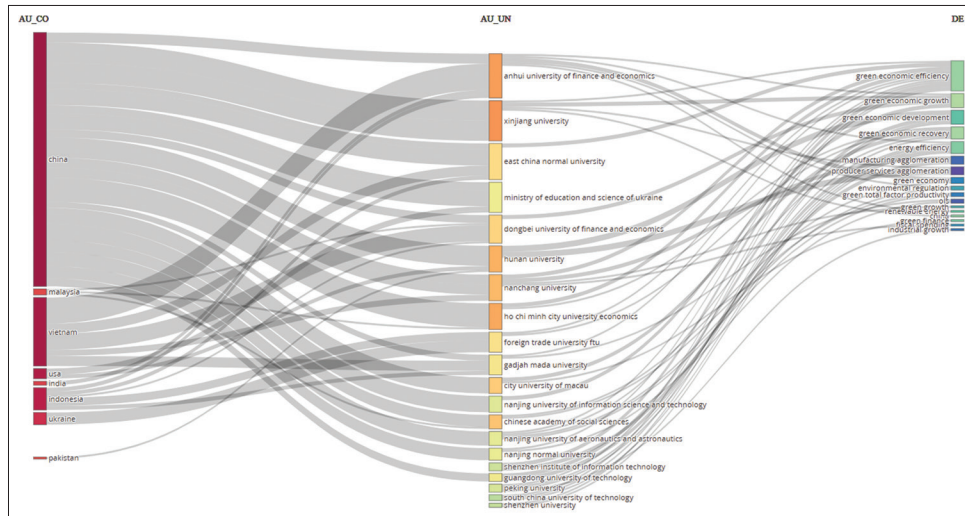 AU_CO
AU_UN
DE
china
malaysia
vietnam
usa
india
indonesia
ukraine
pakistan
anhui university of finance and economics
xinjiang university
east china normal university
ministry of education and science of ukraine
dongbei university of finance and economics
hunan university
nanchang university
ho chi minh city university economics
foreign trade university ftu
gadjah mada university
city university of macau
nanjing university of information science and technology
chinese academy of social sciences
nanjing university of aeronautics and astronautics
nanjing normal university
shenzhen institute of information technology
guangdong university of technology
peking university
south china university of technology
shenzhen university
green economic efficiency
green economic growth
green economic development
green economic recovery
energy efficiency
manufacturing agglomeration
producer services agglomeration
green economy
environmental regulation
green total factor productivity
green growth
renewable energy
china
green finance
fiscal spending
industrial growth